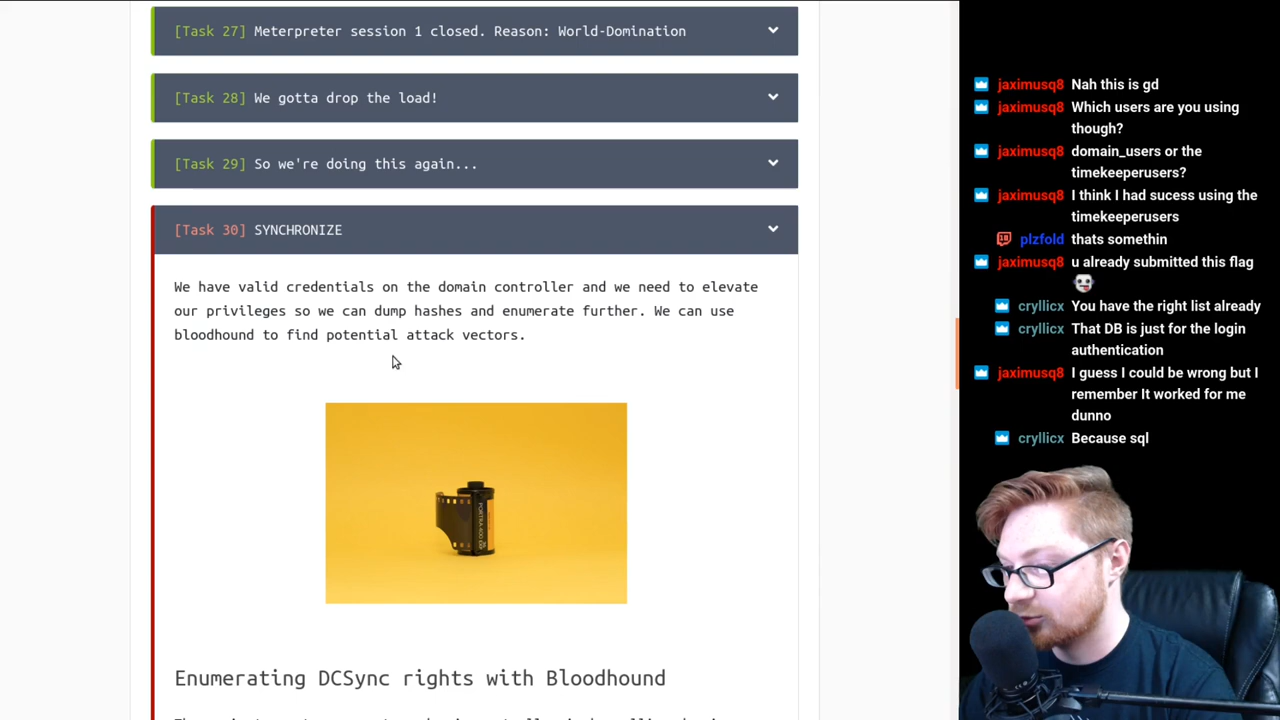 [Task 27] Meterpreter session 1 closed. Reason: World-Domination
[Task 28] We gotta drop the load!
[Task 29] So we're doing this again...
[Task 30] SYNCHRONIZE
We have valid credentials on the domain controller and we need to elevate
our privileges so we can dump hashes and enumerate further. We can use
bloodhound to find potential attack vectors.
PORTRA 400
Enumerating DCSync rights with Bloodhound
jaximusq8 Nah this is gd
jaximusq8 Which users are you using
though?
jaximusq8 domain_users or the
timekeeperusers?
jaximusq8 I think I had sucess using the
timekeeperusers
plzfold thats somethin
jaximusq8 u already submitted this flag
cryllicx You have the right list already
cryllicx That DB is just for the login
authentication
jaximusq8 I guess I could be wrong but I
remember It worked for me
dunno
cryllicx Because sql